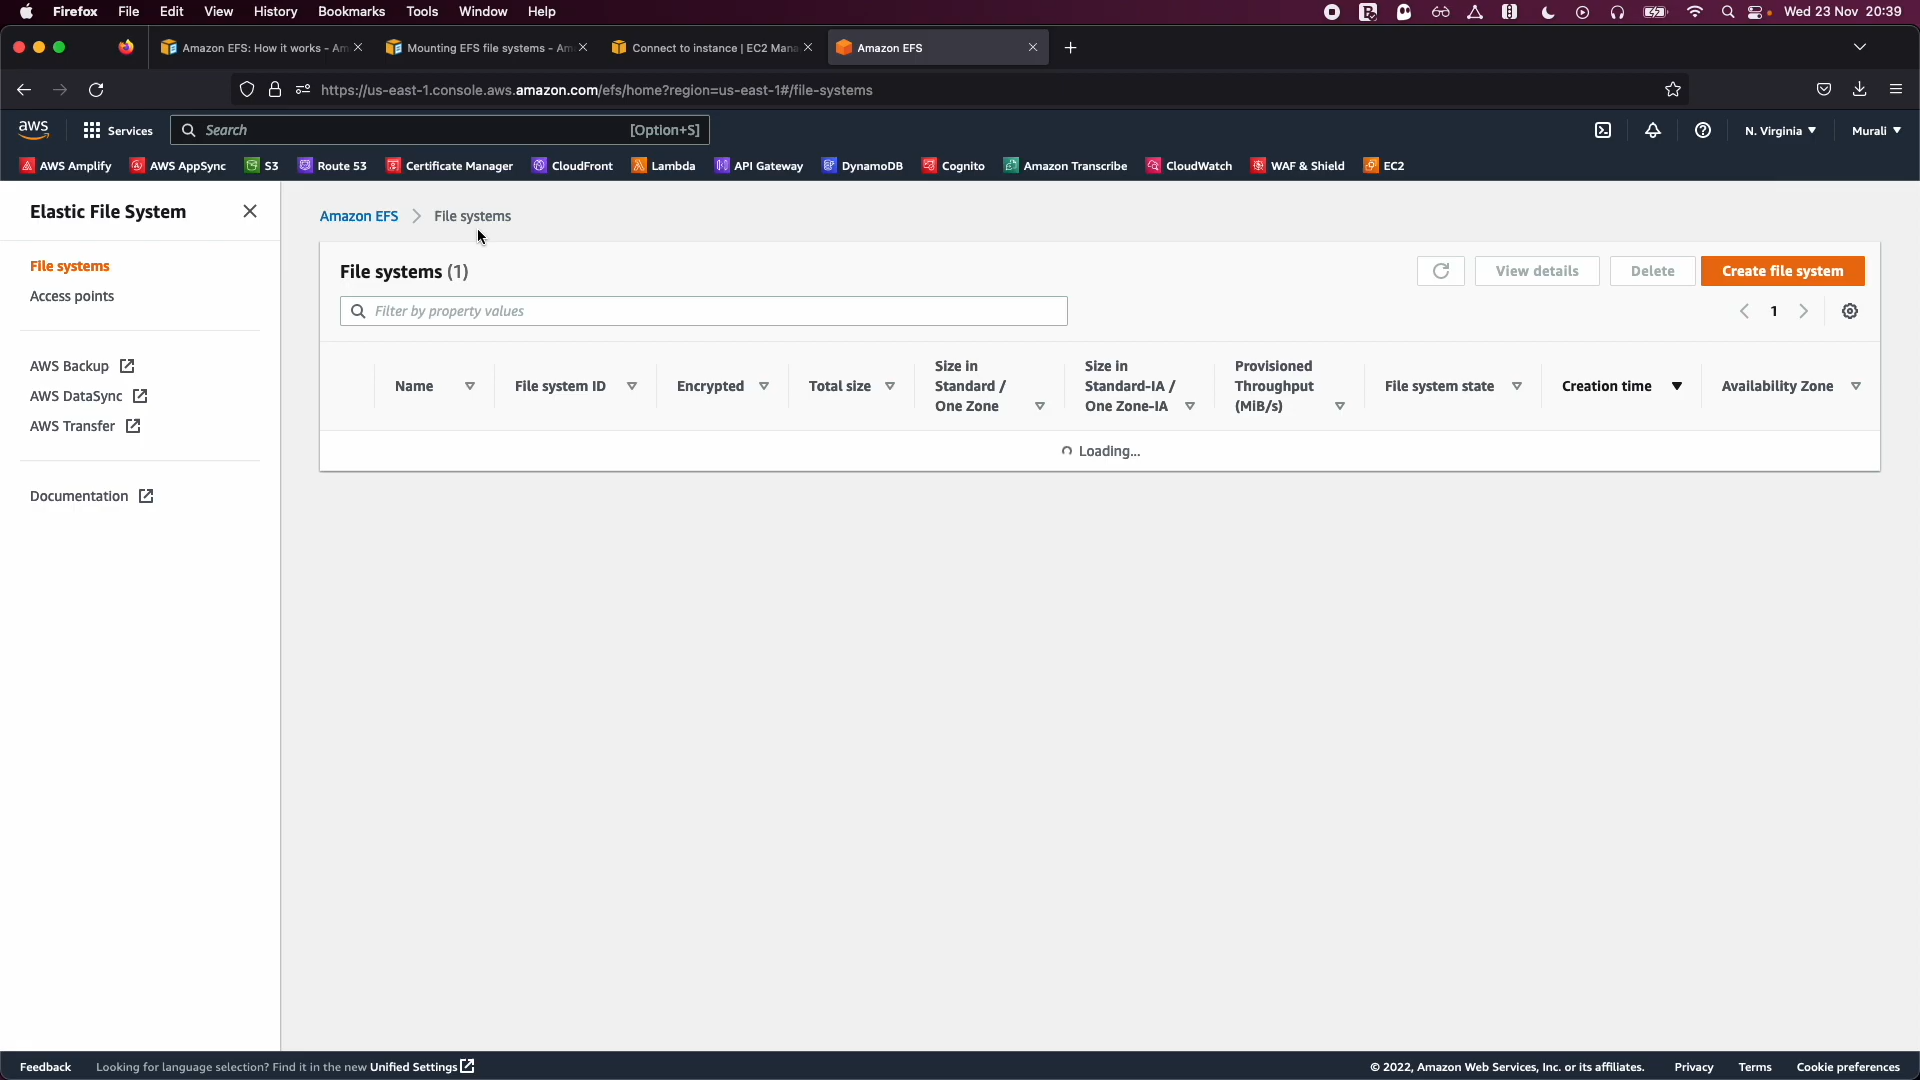 Firefox File Edit View History Bookmarks Tools Window Help Wed 23 Nov 20:39
Amazon EFS: How it works - Am Mounting EFS file systems - Am Connect to instance | EC2 Mana Amazon EFS
https://us-east-1.console.aws.amazon.com/efs/home?region=us-east-1#/file-systems
aws Services Search [Option+S] N. Virginia Murali
AWS Amplify AWS AppSync S3 Route 53 Certificate Manager CloudFront Lambda API Gateway DynamoDB Cognito Amazon Transcribe CloudWatch WAF & Shield EC2
Elastic File System
File systems
Access points
AWS Backup
AWS DataSync
AWS Transfer
Documentation
Amazon EFS File systems
File systems (1)
View details Delete Create file system
Filter by property values
1
Name
File system ID
Encrypted
Total size
Size in
Standard /
One Zone
Size in
Standard-IA /
One Zone-IA
Provisioned
Throughput
(MiB/s)
File system state
Creation time
Availability Zone
Loading...
Feedback Looking for language selection? Find it in the new Unified Settings © 2022, Amazon Web Services, Inc. or its affiliates. Privacy Terms Cookie preferences